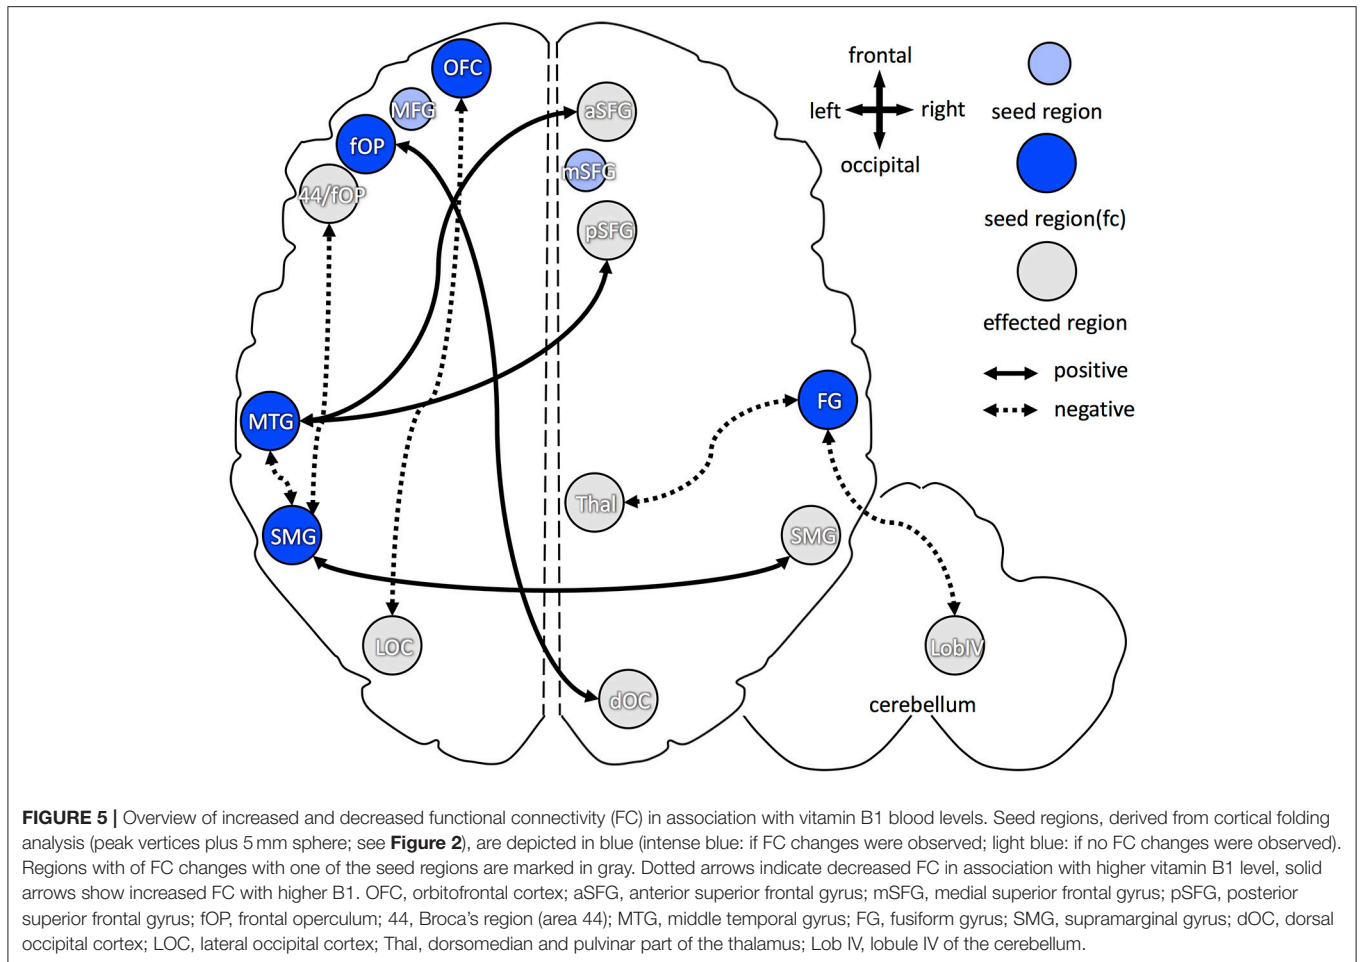 OFC
MFG
aSFG
fOP
mSFG
44/fOP
pSFG
MTG
FG
Thal
SMG
SMG
LOC
LobIV
dOC
cerebellum
frontal
left
right
occipital
seed region
seed region(fc)
effected region
positive
negative
FIGURE 5 | Overview of increased and decreased functional connectivity (FC) in association with vitamin B1 blood levels. Seed regions, derived from cortical folding
analysis (peak vertices plus 5 mm sphere; see Figure 2), are depicted in blue (intense blue: if FC changes were observed; light blue: if no FC changes were observed).
Regions with of FC changes with one of the seed regions are marked in gray. Dotted arrows indicate decreased FC in association with higher vitamin B1 level, solid
arrows show increased FC with higher B1. OFC, orbitofrontal cortex; aSFG, anterior superior frontal gyrus; mSFG, medial superior frontal gyrus; pSFG, posterior
superior frontal gyrus; fOP, frontal operculum; 44, Broca's region (area 44); MTG, middle temporal gyrus; FG, fusiform gyrus; SMG, supramarginal gyrus; dOC, dorsal
occipital cortex; LOC, lateral occipital cortex; Thal, dorsomedian and pulvinar part of the thalamus; Lob IV, lobule IV of the cerebellum.